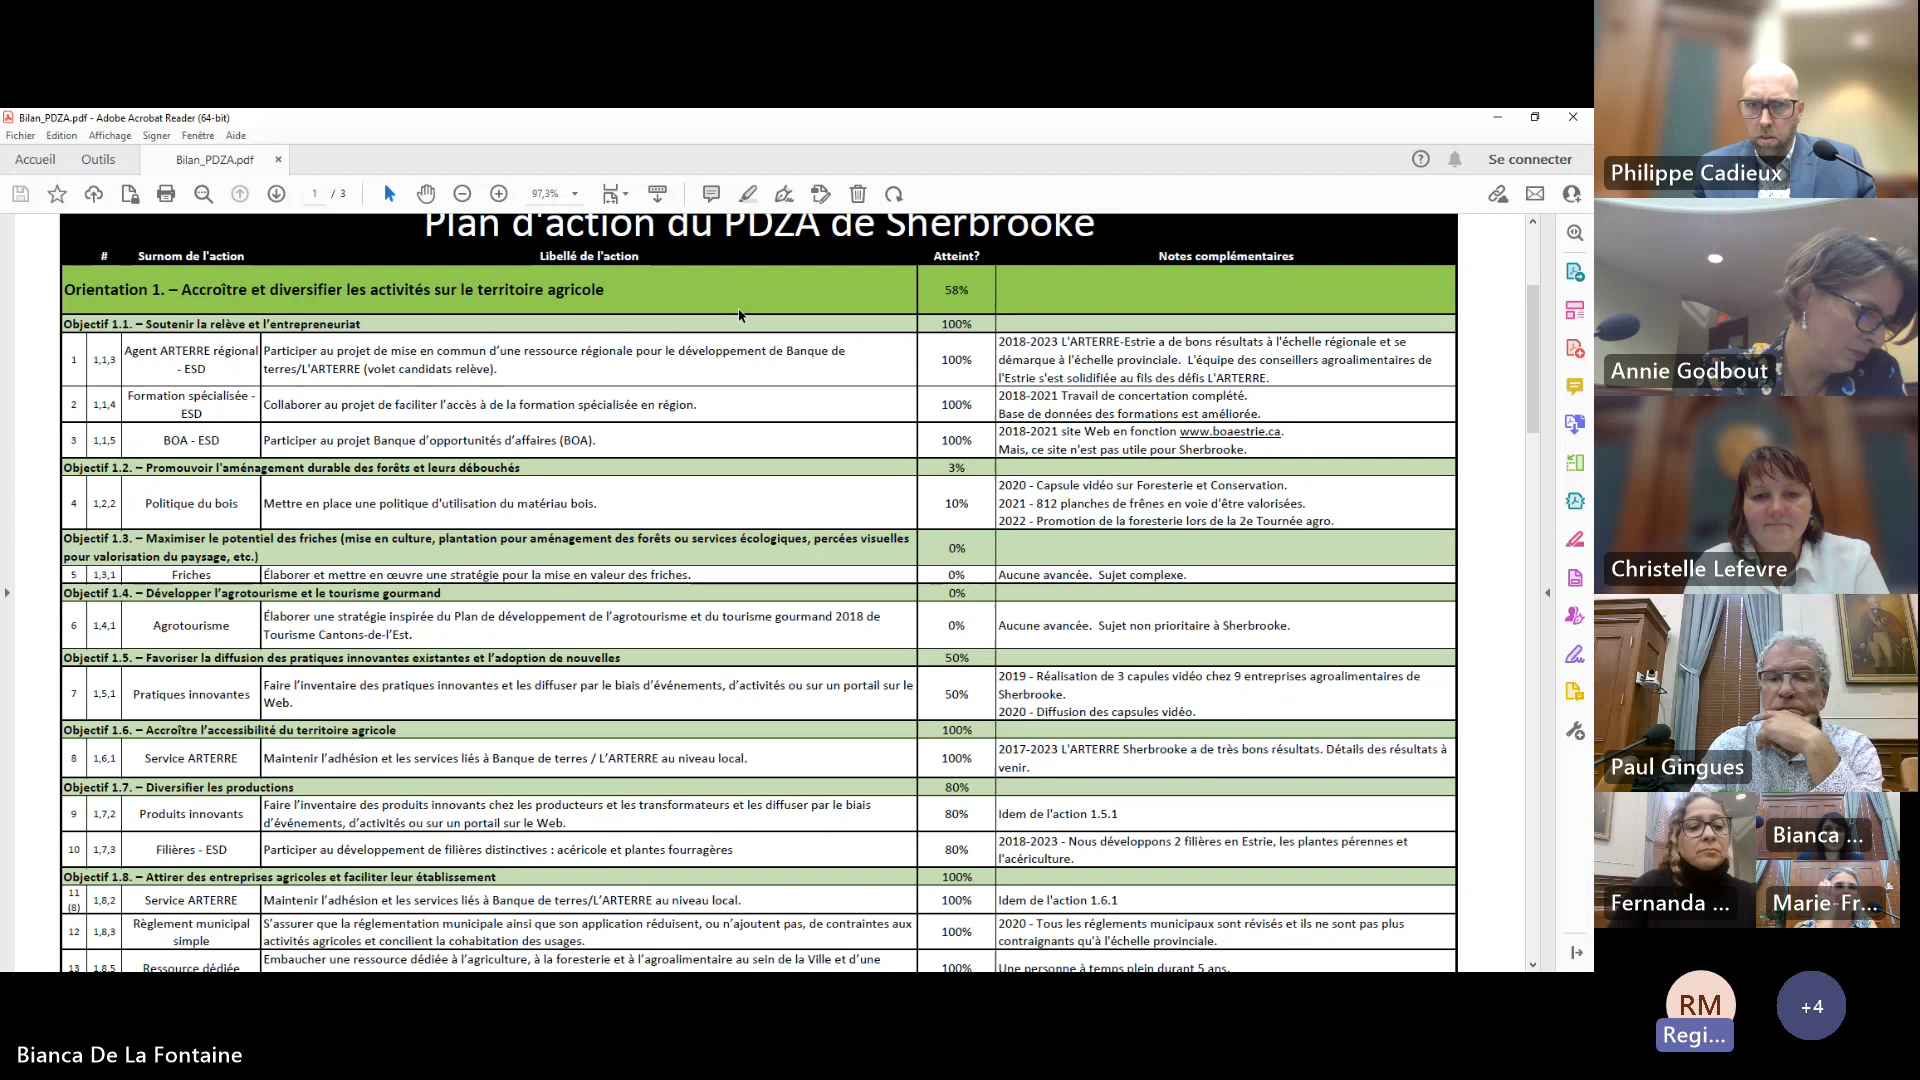 Bilan_PDZA.pdf - Adobe Acrobat Reader (64-bit)
Fichier Edition Affichage Signer Fenêtre Aide
Accueil Outils Bilan_PDZA.pdf Se connecter
1 / 3 97,3%
Plan d'action du PDZA de Sherbrooke
# Surnom de l'action Libellé de l'action Atteint? Notes complémentaires
Orientation 1. – Accroître et diversifier les activités sur le territoire agricole 58%
Objectif 1.1. – Soutenir la relève et l'entrepreneuriat 100%
1 1,1,3 Agent ARTERRE régional - ESD
Participer au projet de mise en commun d'une ressource régionale pour le développement de Banque de
terres/L'ARTERRE (volet candidats relève).
100%
2018-2023 L'ARTERRE-Estrie a de bons résultats à l'échelle régionale et se
démarque à l'échelle provinciale. L'équipe des conseillers agroalimentaires de
l'Estrie s'est solidifiée au fils des défis L'ARTERRE.
2 1,1,4 Formation spécialisée -
ESD
Collaborer au projet de faciliter l'accès à de la formation spécialisée en région.
100%
2018-2021 Travail de concertation complété.
Base de données des formations est améliorée.
3 1,1,5 BOA - ESD Participer au projet Banque d'opportunités d'affaires (BOA). 100%
2018-2021 site Web en fonction www.boaestrie.ca.
Mais, ce site n'est pas utile pour Sherbrooke.
Objectif 1.2. – Promouvoir l'aménagement durable des forêts et leurs débouchés 3%
4 1,2,2 Politique du bois Mettre en place une politique d'utilisation du matériau bois. 10%
2020 - Capsule vidéo sur Foresterie et Conservation.
2021 - 812 planches de frênes en voie d'être valorisées.
2022 - Promotion de la foresterie lors de la 2e Tournée agro.
Objectif 1.3. – Maximiser le potentiel des friches (mise en culture, plantation pour aménagement des forêts ou services écologiques, percées visuelles
pour valorisation du paysage, etc.)
0%
5 1,3,1 Friches Élaborer et mettre en œuvre une stratégie pour la mise en valeur des friches. 0% Aucune avancée. Sujet complexe.
Objectif 1.4. – Développer l'agrotourisme et le tourisme gourmand 0%
6 1,4,1 Agrotourisme
Élaborer une stratégie inspirée du Plan de développement de l'agrotourisme et du tourisme gourmand 2018 de
Tourisme Cantons-de-l'Est.
0% Aucune avancée. Sujet non prioritaire à Sherbrooke.
Objectif 1.5. – Favoriser la diffusion des pratiques innovantes existantes et l'adoption de nouvelles 50%
7 1,5,1 Pratiques innovantes
Faire l'inventaire des pratiques innovantes et les diffuser par le biais d'événements, d'activités ou sur un portail sur le
Web.
50%
2019 - Réalisation de 3 capules vidéo chez 9 entreprises agroalimentaires de
Sherbrooke.
2020 - Diffusion des capsules vidéo.
Objectif 1.6. – Accroître l'accessibilité du territoire agricole 100%
8 1,6,1 Service ARTERRE Maintenir l'adhésion et les services liés à Banque de terres / L'ARTERRE au niveau local. 100%
2017-2023 L'ARTERRE Sherbrooke a de très bons résultats. Détails des résultats à
venir.
Objectif 1.7. – Diversifier les productions 80%
9 1,7,2 Produits innovants
Faire l'inventaire des produits innovants chez les producteurs et les transformateurs et les diffuser par le biais
d'événements, d'activités ou sur un portail sur le Web.
80% Idem de l'action 1.5.1
10 1,7,3 Filières - ESD Participer au développement de filières distinctives : acéricole et plantes fourragères 80%
2018-2023 - Nous développons 2 filières en Estrie, les plantes pérennes et
l'acériculture.
Objectif 1.8. – Attirer des entreprises agricoles et faciliter leur établissement 100%
11
(8) 1,8,2 Service ARTERRE Maintenir l'adhésion et les services liés à Banque de terres/L'ARTERRE au niveau local. 100% Idem de l'action 1.6.1
12 1,8,3 Règlement municipal
simple
S'assurer que la réglementation municipale ainsi que son application réduisent, ou n'ajoutent pas, de contraintes aux
activités agricoles et concilient la cohabitation des usages.
100%
2020 - Tous les réglements municipaux sont révisés et ils ne sont pas plus
contraignants qu'à l'échelle provinciale.
13 1,8,5 Ressource dédiée
Embaucher une ressource dédiée à l'agriculture, à la foresterie et à l'agroalimentaire au sein de la Ville et d'une
100% Une personne à temps plein durant 5 ans.
Philippe Cadieux
Annie Godbout
Christelle Lefevre
Paul Gingues
Fernanda ...
Bianca ...
Marie-Fr...
RM
Regi...
+4
Bianca De La Fontaine